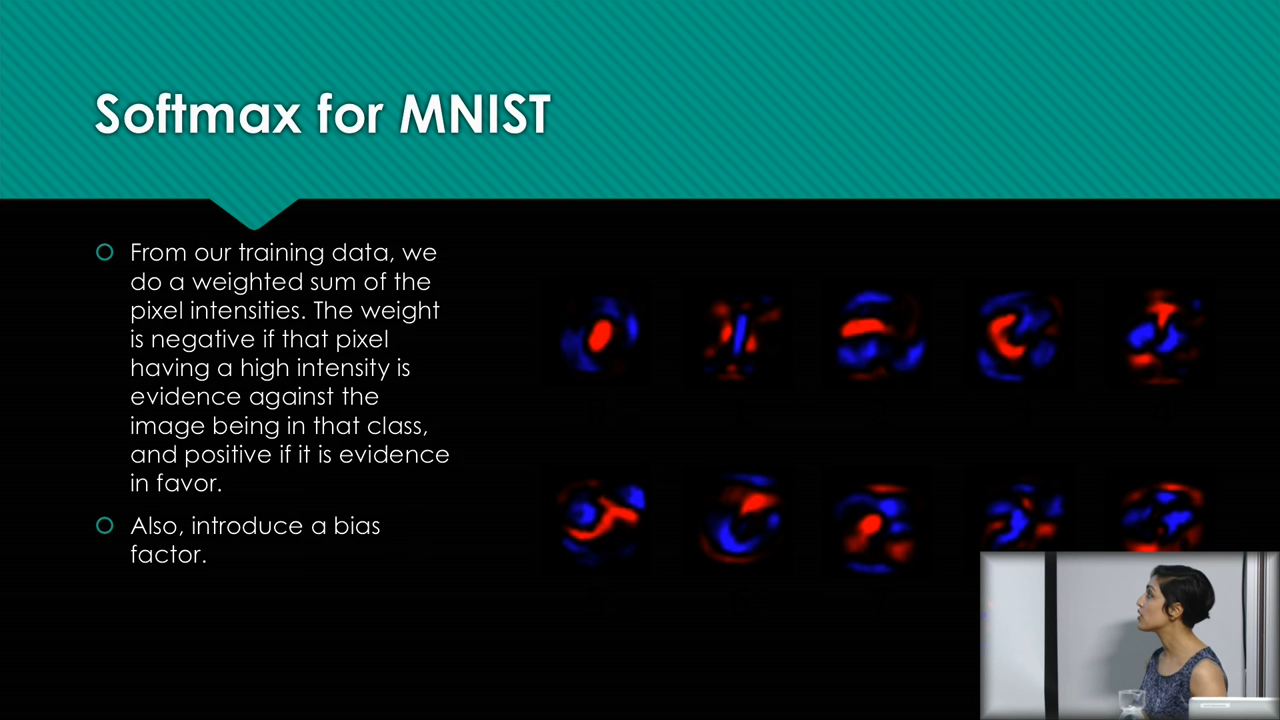 Softmax for MNIST
From our training data, we
do a weighted sum of the
pixel intensities. The weight
is negative if that pixel
having a high intensity is
evidence against the
image being in that class,
and positive if it is evidence
in favor.
Also, introduce a bias
factor.